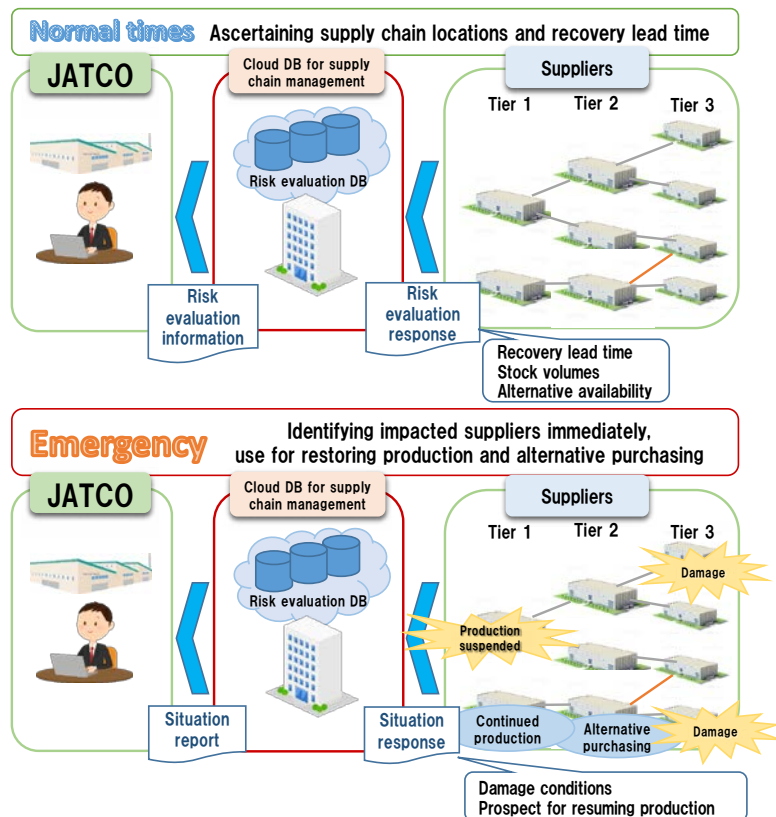 Normal times Ascertaining supply chain locations and recovery lead time
JATCO
Cloud DB for supply
chain management
Suppliers
Tier 1
Tier 2
Tier 3
Risk evaluation DB
Risk
evaluation
information
Risk
evaluation
response
Recovery lead time
Stock volumes
Alternative availability
Emergency
Identifying impacted suppliers immediately,
use for restoring production and alternative purchasing
JATCO
Cloud DB for supply
chain management
Suppliers
Tier 1
Tier 2
Tier 3
Risk evaluation DB
Damage
Production
suspended
Situation
report
Situation
response
Continued
production
Alternative
purchasing
Damage
Damage conditions
Prospect for resuming production